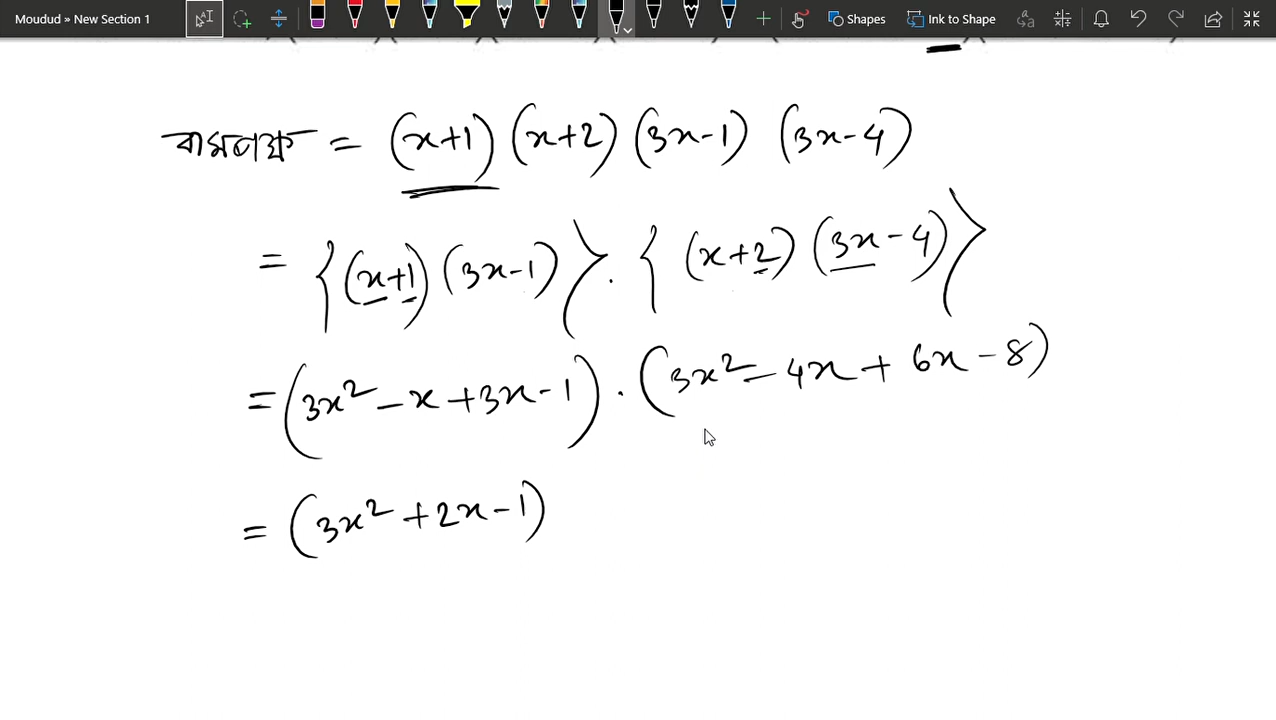 Moudud » New Section 1 Shapes Ink to Shape
বামপক্ষ = (x+1) (x+2) (3x-1) (3x-4)
= {(x+1) (3x-1)} . {(x+2) (3x-4)}
= (3x² - x + 3x - 1) . (3x² - 4x + 6x - 8)
= (3x² + 2x - 1)